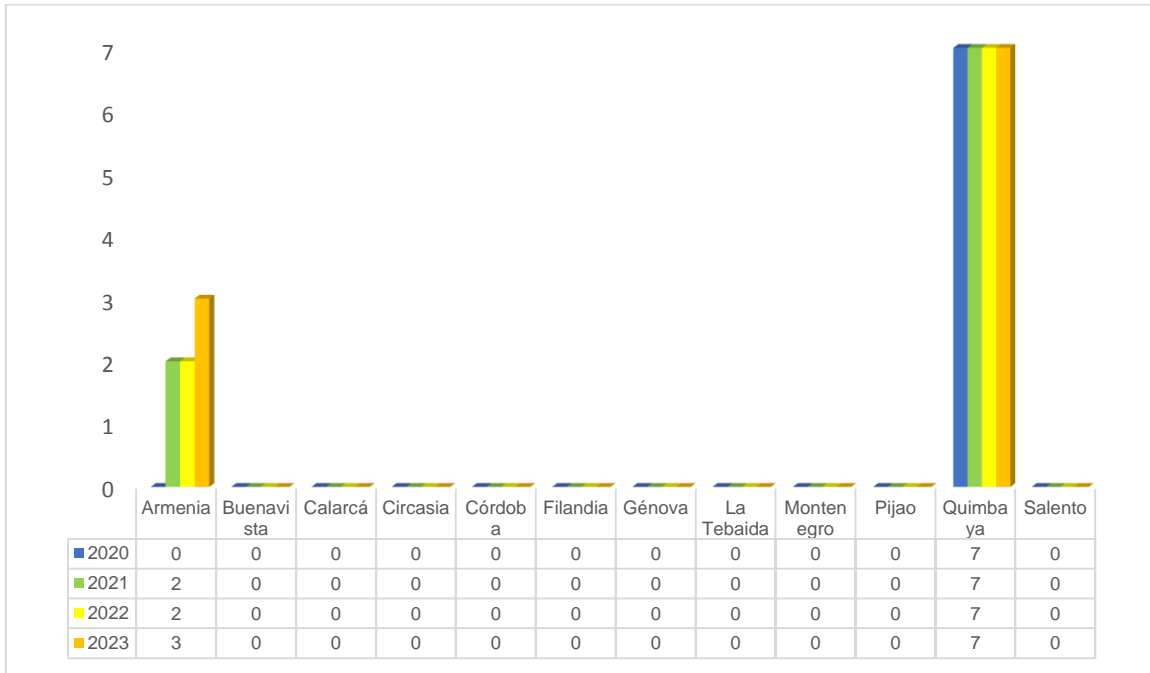 7
6
5
4
3
2
1
0
Armenia Buenavi Calarcá Circasia Córdob Filandia Génova La Monten Pijao Quimba Salento
sta a Tebaida egro ya
2020 0 0 0 0 0 0 0 0 0 0 7 0
2021 2 0 0 0 0 0 0 0 0 0 7 0
2022 2 0 0 0 0 0 0 0 0 0 7 0
2023 3 0 0 0 0 0 0 0 0 0 7 0